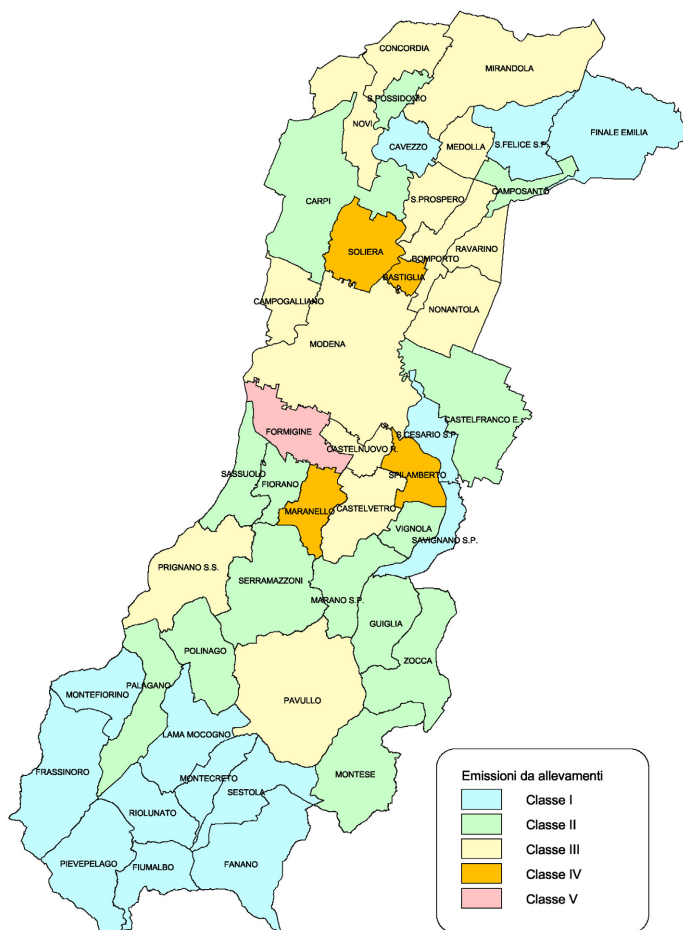 CONCORDIA
MIRANDOLA
S.POSSIDONIO
NOVI
CAVEZZO
MEDOLLA
S.FELICE S.P.
FINALE EMILIA
CARPI
S.PROSPERO
CAMPOSANTO
SOLIERA
BOMPORTO
RAVARINO
BASTIGLIA
CAMPOGALLIANO
NONANTOLA
MODENA
CASTELFRANCO E.
FORMIGINE
S.CESARIO S.P.
CASTELNUOVO R.
SASSUOLO
FIORANO
SPILAMBERTO
MARANELLO
CASTELVETRO
VIGNOLA
SAVIGNANO S.P.
PRIGNANO S.S.
SERRAMAZZONI
MARANO S.P.
GUIGLIA
POLINAGO
ZOCCA
PALAGANO
MONTEFIORINO
PAVULLO
LAMA MOCOGNO
FRASSINORO
MONTECRETO
SESTOLA
MONTESE
RIOLUNATO
PIEVEPELAGO
FIUMALBO
FANANO
Emissioni da allevamenti
Classe I
Classe II
Classe III
Classe IV
Classe V